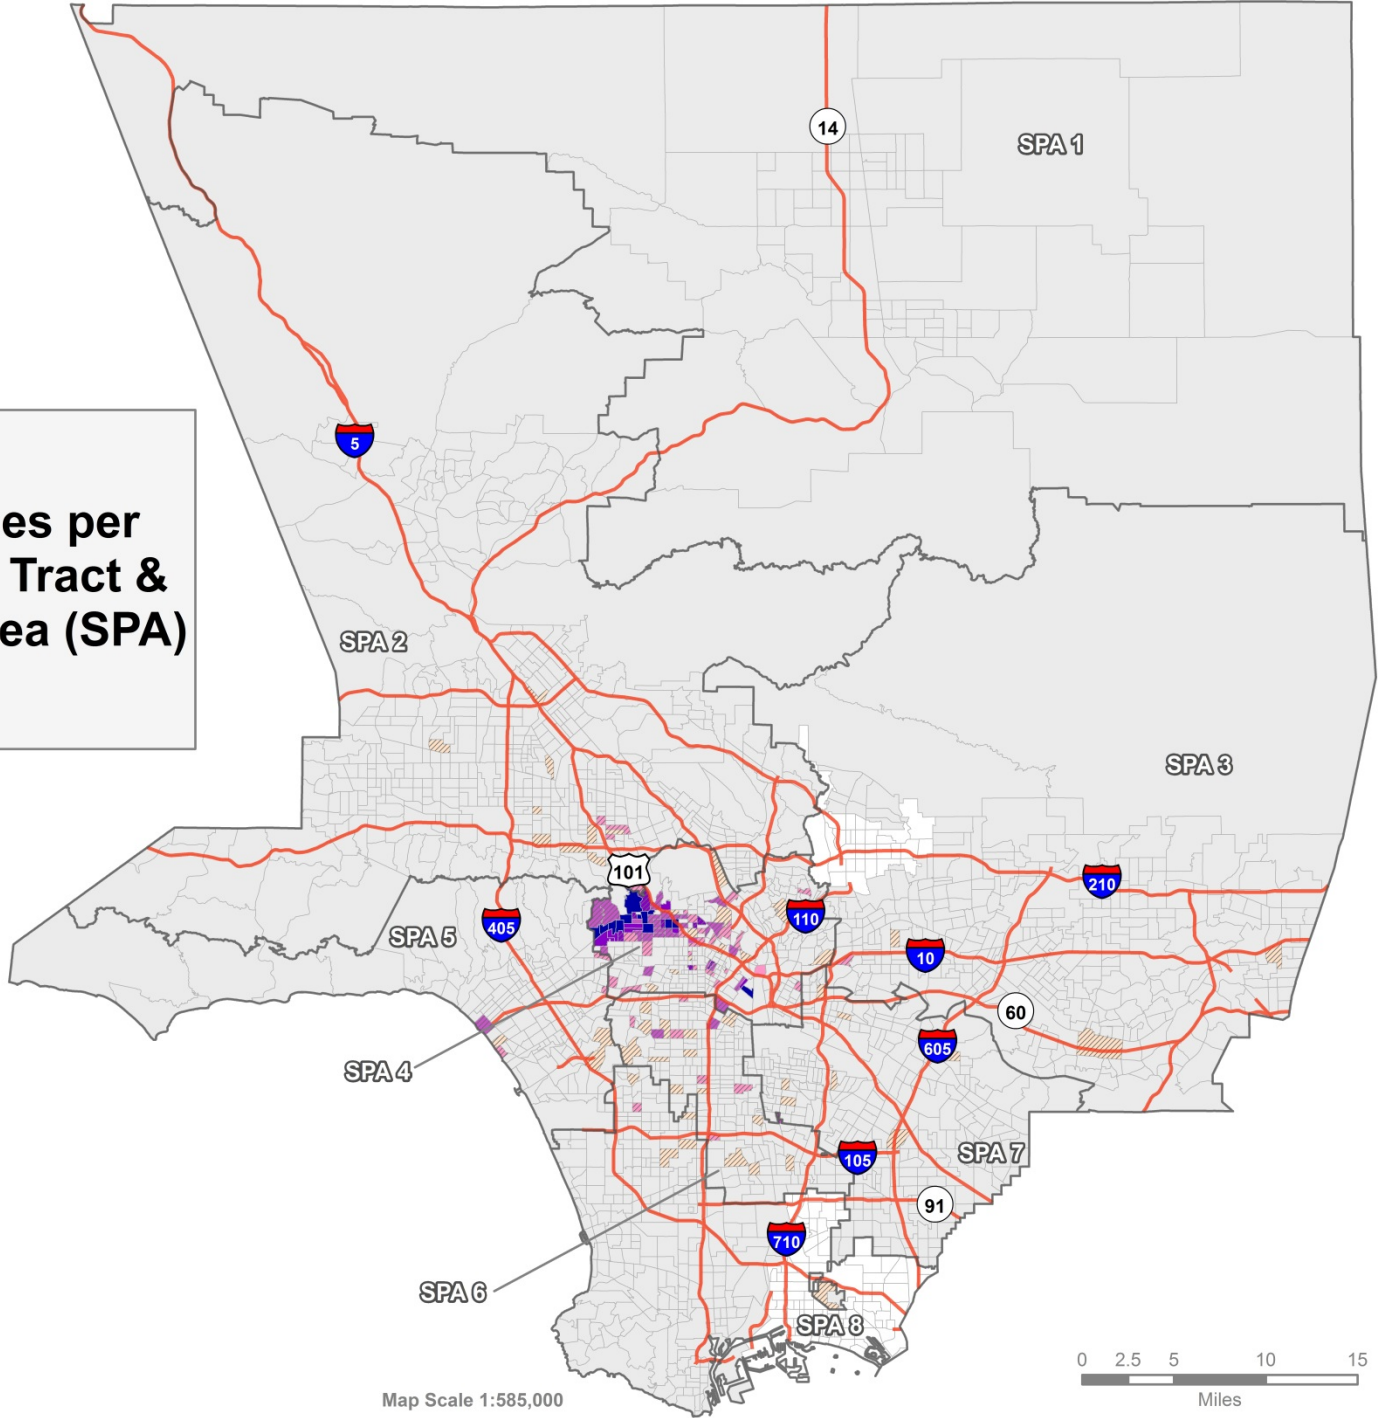 14
SPA 1
5
es per
Tract &
ea (SPA)
SPA 2
SPA 3
101
210
110
405
SPA 5
10
60
605
SPA 4
105
SPA 7
91
710
SPA 6
SPA 8
0 2.5 5 10 15
Miles
Map Scale 1:585,000